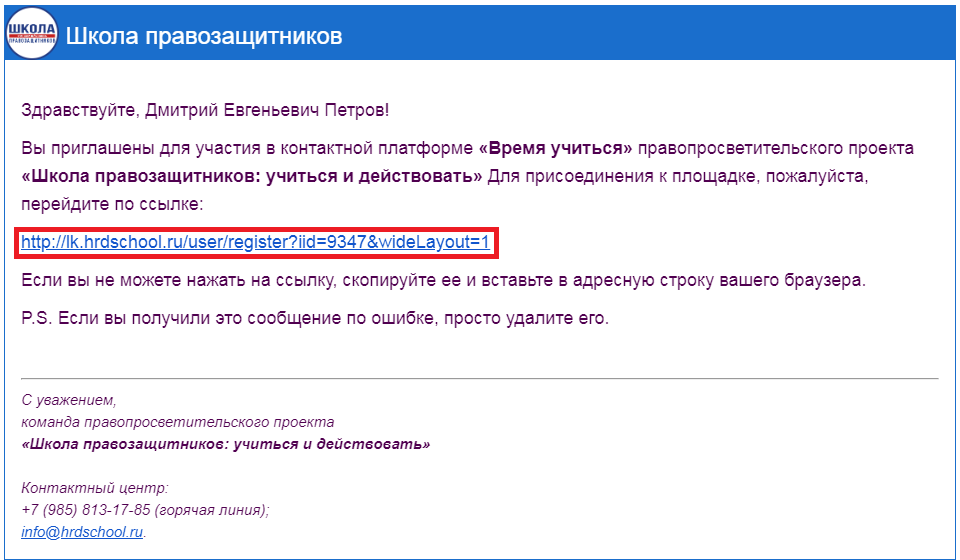 ШКОЛА
ПРАВОЗАЩИТНИКОВ
Школа правозащитников
Здравствуйте, Дмитрий Евгеньевич Петров!
Вы приглашены для участия в контактной платформе «Время учиться» правопросветительского проекта
«Школа правозащитников: учиться и действовать» Для присоединения к площадке, пожалуйста,
перейдите по ссылке:
http://lk.hrdschool.ru/user/register?iid=9347&wideLayout=1
Если вы не можете нажать на ссылку, скопируйте ее и вставьте в адресную строку вашего браузера.
P.S. Если вы получили это сообщение по ошибке, просто удалите его.
С уважением,
команда правопросветительского проекта
«Школа правозащитников: учиться и действовать»
Контактный центр:
+7 (985) 813-17-85 (горячая линия);
info@hrdschool.ru.